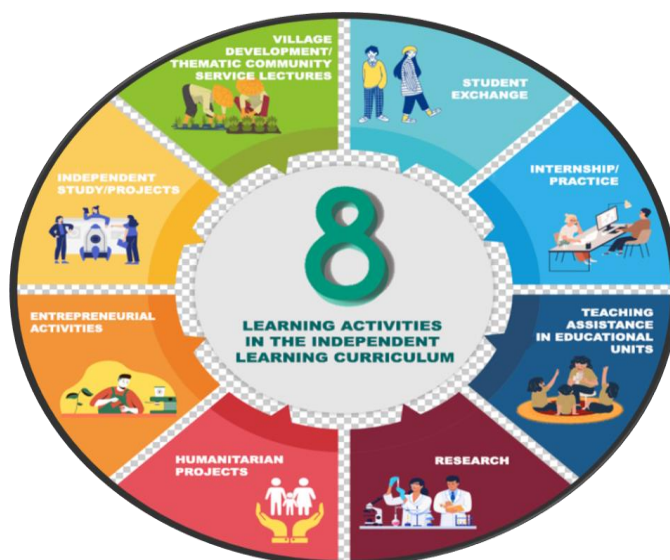 VILLAGE
DEVELOPMENT/
THEMATIC COMMUNITY
SERVICE LECTURES
STUDENT
EXCHANGE
INTERNSHIP/
PRACTICE
TEACHING
ASSISTANCE
IN EDUCATIONAL
UNITS
RESEARCH
HUMANITARIAN
PROJECTS
ENTREPRENEURIAL
ACTIVITIES
INDEPENDENT
STUDY/PROJECTS
8
LEARNING ACTIVITIES
IN THE INDEPENDENT
LEARNING CURRICULUM